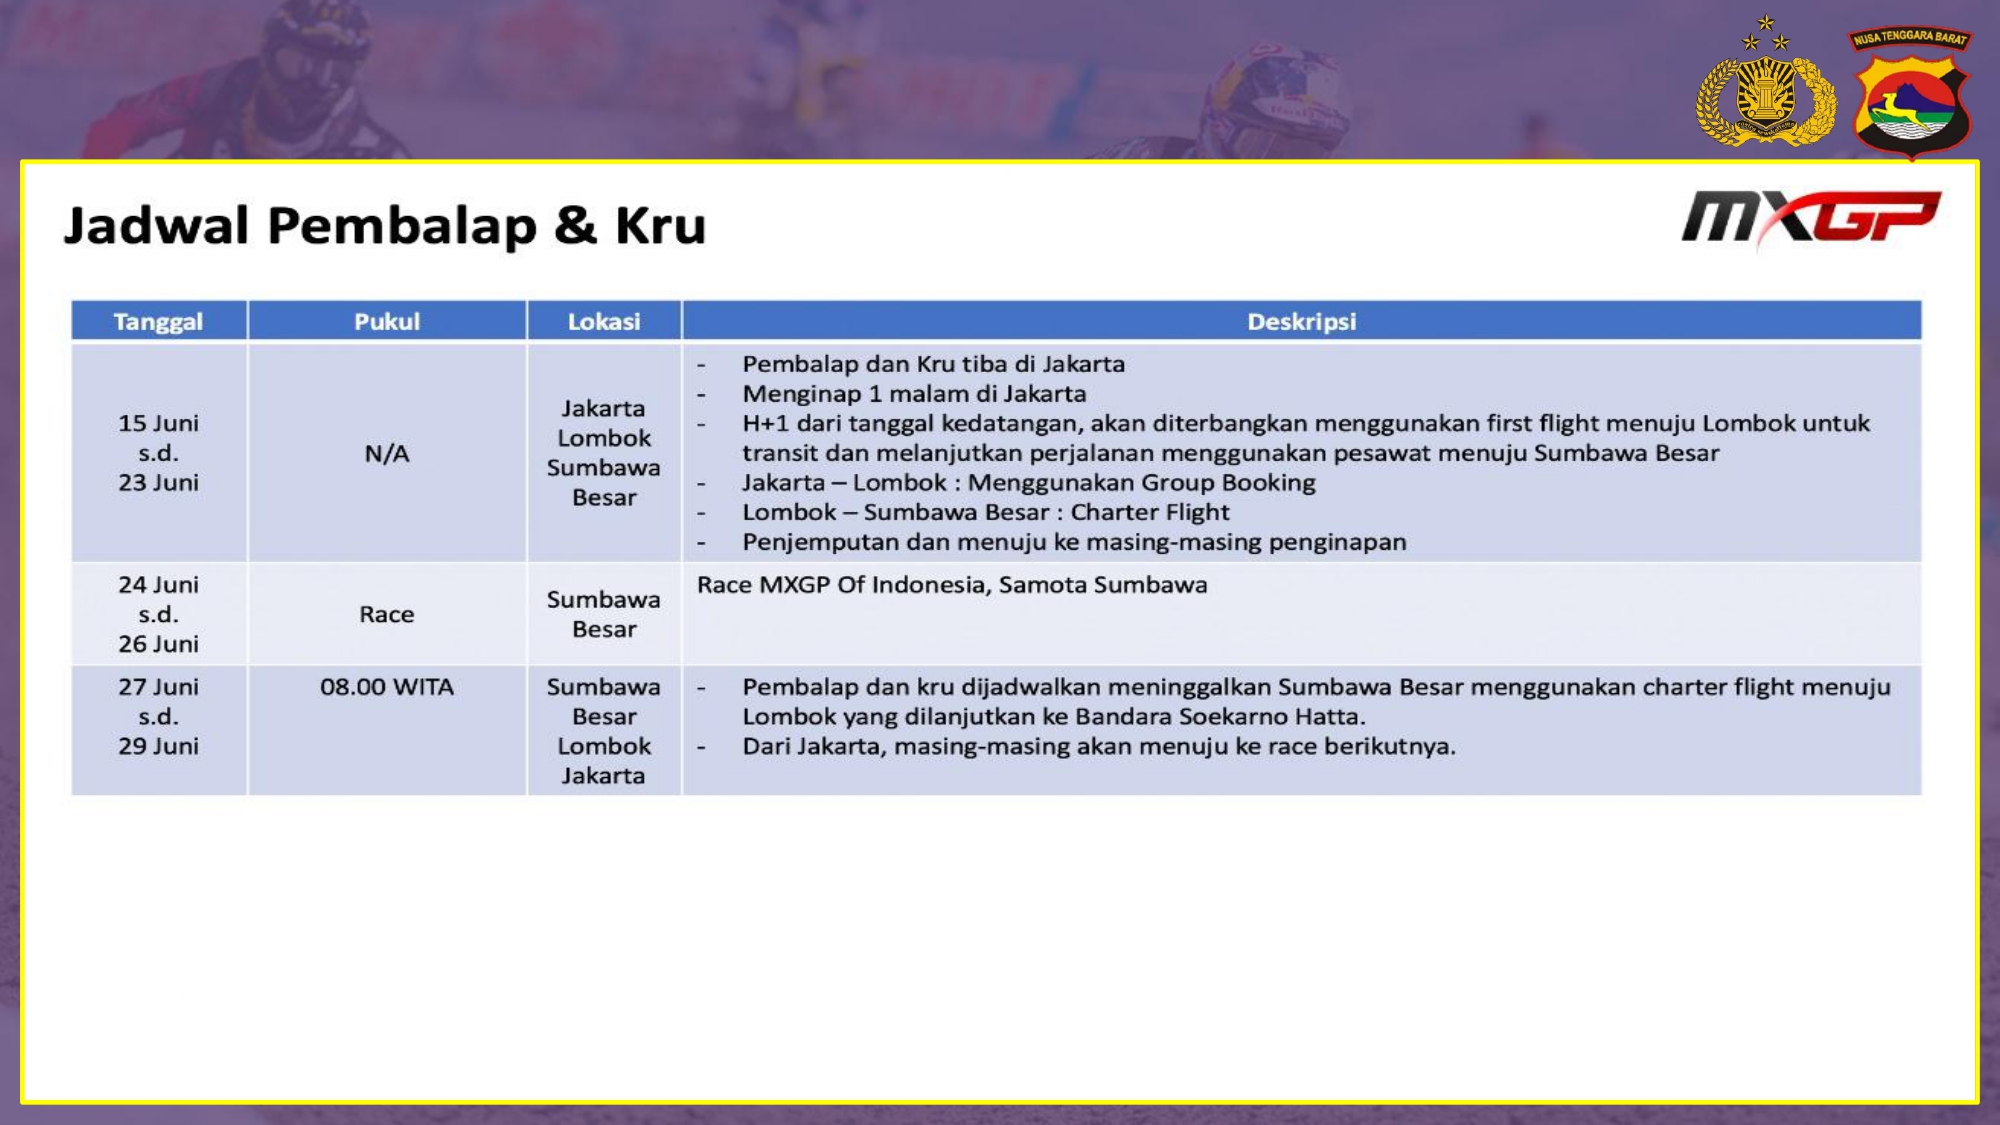 NUSA TENGGARA BARAT
Jadwal Pembalap & Kru
MXGP
Tanggal
Pukul
Lokasi
Deskripsi
15 Juni
s.d.
23 Juni
N/A
Jakarta
Lombok
Sumbawa
Besar
- Pembalap dan Kru tiba di Jakarta
- Menginap 1 malam di Jakarta
- H+1 dari tanggal kedatangan, akan diterbangkan menggunakan first flight menuju Lombok untuk
transit dan melanjutkan perjalanan menggunakan pesawat menuju Sumbawa Besar
- Jakarta – Lombok : Menggunakan Group Booking
- Lombok – Sumbawa Besar : Charter Flight
- Penjemputan dan menuju ke masing-masing penginapan
24 Juni
s.d.
26 Juni
Race
Sumbawa
Besar
Race MXGP Of Indonesia, Samota Sumbawa
27 Juni
s.d.
29 Juni
08.00 WITA
Sumbawa
Besar
Lombok
Jakarta
- Pembalap dan kru dijadwalkan meninggalkan Sumbawa Besar menggunakan charter flight menuju
Lombok yang dilanjutkan ke Bandara Soekarno Hatta.
- Dari Jakarta, masing-masing akan menuju ke race berikutnya.